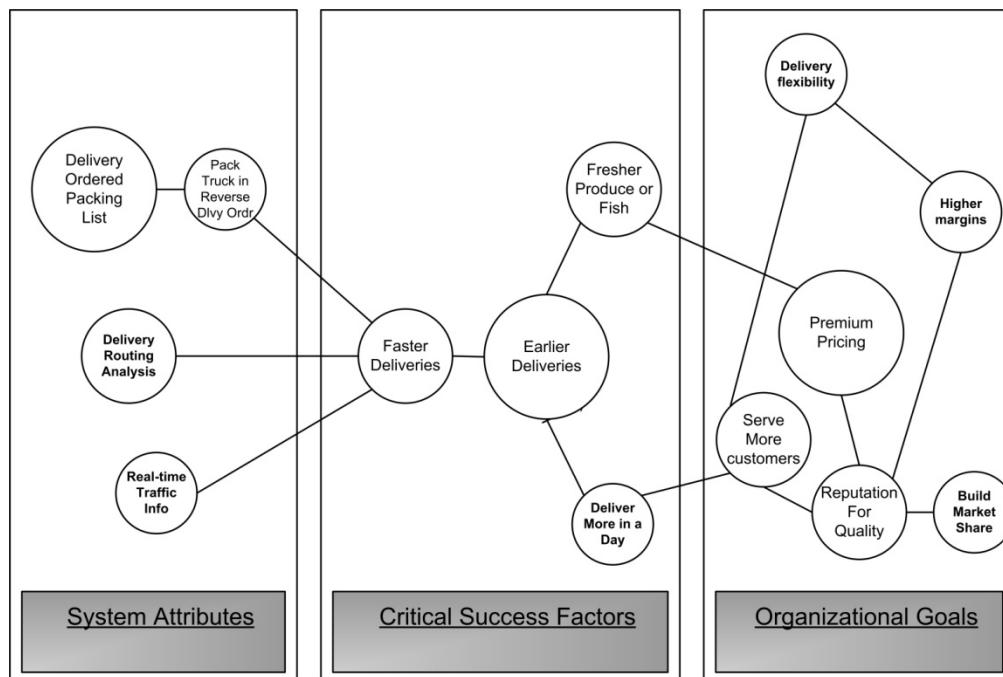 Delivery
Ordered
Packing
List
Pack
Truck in
Reverse
Dlvy Ordr
Delivery
Routing
Analysis
Real-time
Traffic
Info
System Attributes
Faster
Deliveries
Earlier
Deliveries
Fresher
Produce or
Fish
Deliver
More in a
Day
Critical Success Factors
Delivery
flexibility
Higher
margins
Premium
Pricing
Serve
More
customers
Reputation
For
Quality
Build
Market
Share
Organizational Goals